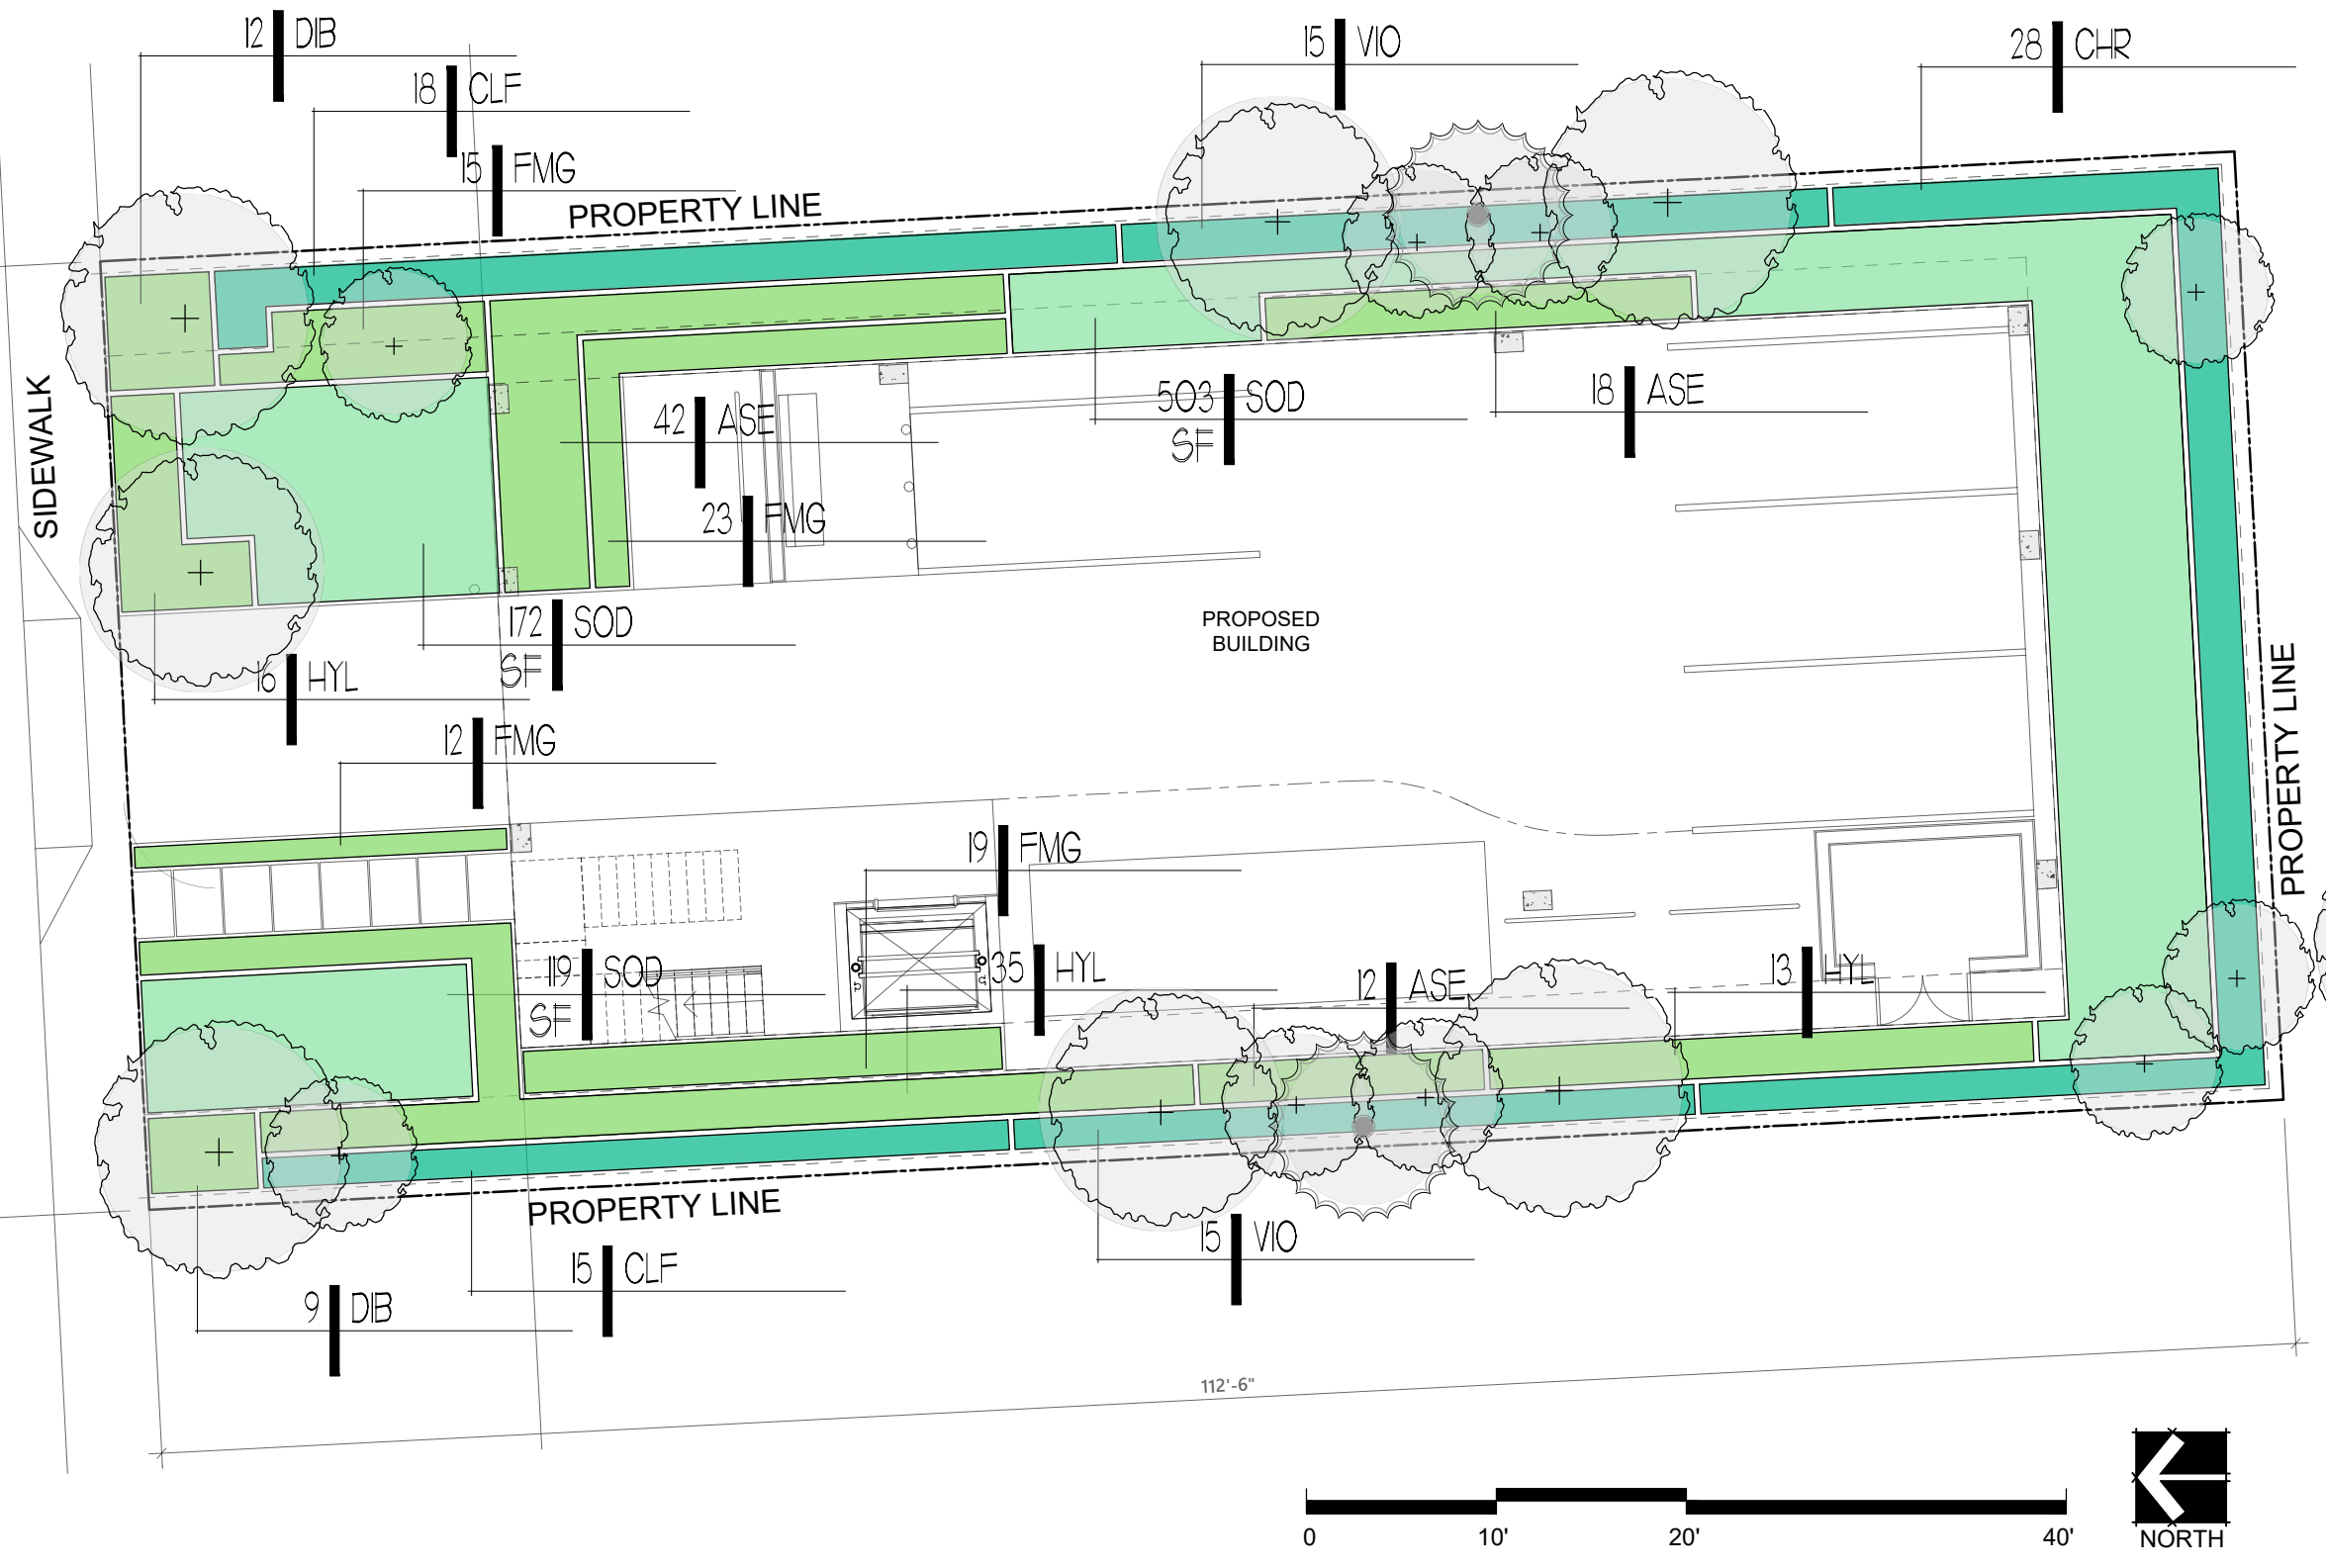 12 DIB
15 VIO
28 CHR
18 CLF
15 FMG
PROPERTY LINE
SIDEWALK
42 ASE
503 SOD
SF
18 ASE
23 FMG
172 SOD
SF
PROPOSED
BUILDING
16 HYL
12 FMG
PROPERTY LINE
19 FMG
119 SOD
SF
35 HYL
12 ASE
13 HYL
PROPERTY LINE
15 VIO
15 CLF
9 DIB
112'-6"
0 10' 20' 40'
NORTH